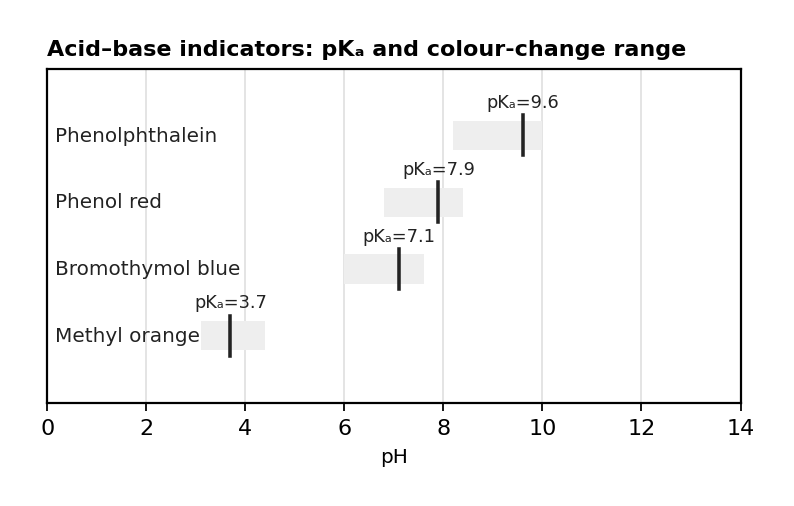 Acid–base indicators: pKₐ and colour-change range
pKₐ=9.6
Phenolphthalein
pKₐ=7.9
Phenol red
pKₐ=7.1
Bromothymol blue
pKₐ=3.7
Methyl orange
0 2 4 6 8 10 12 14
pH